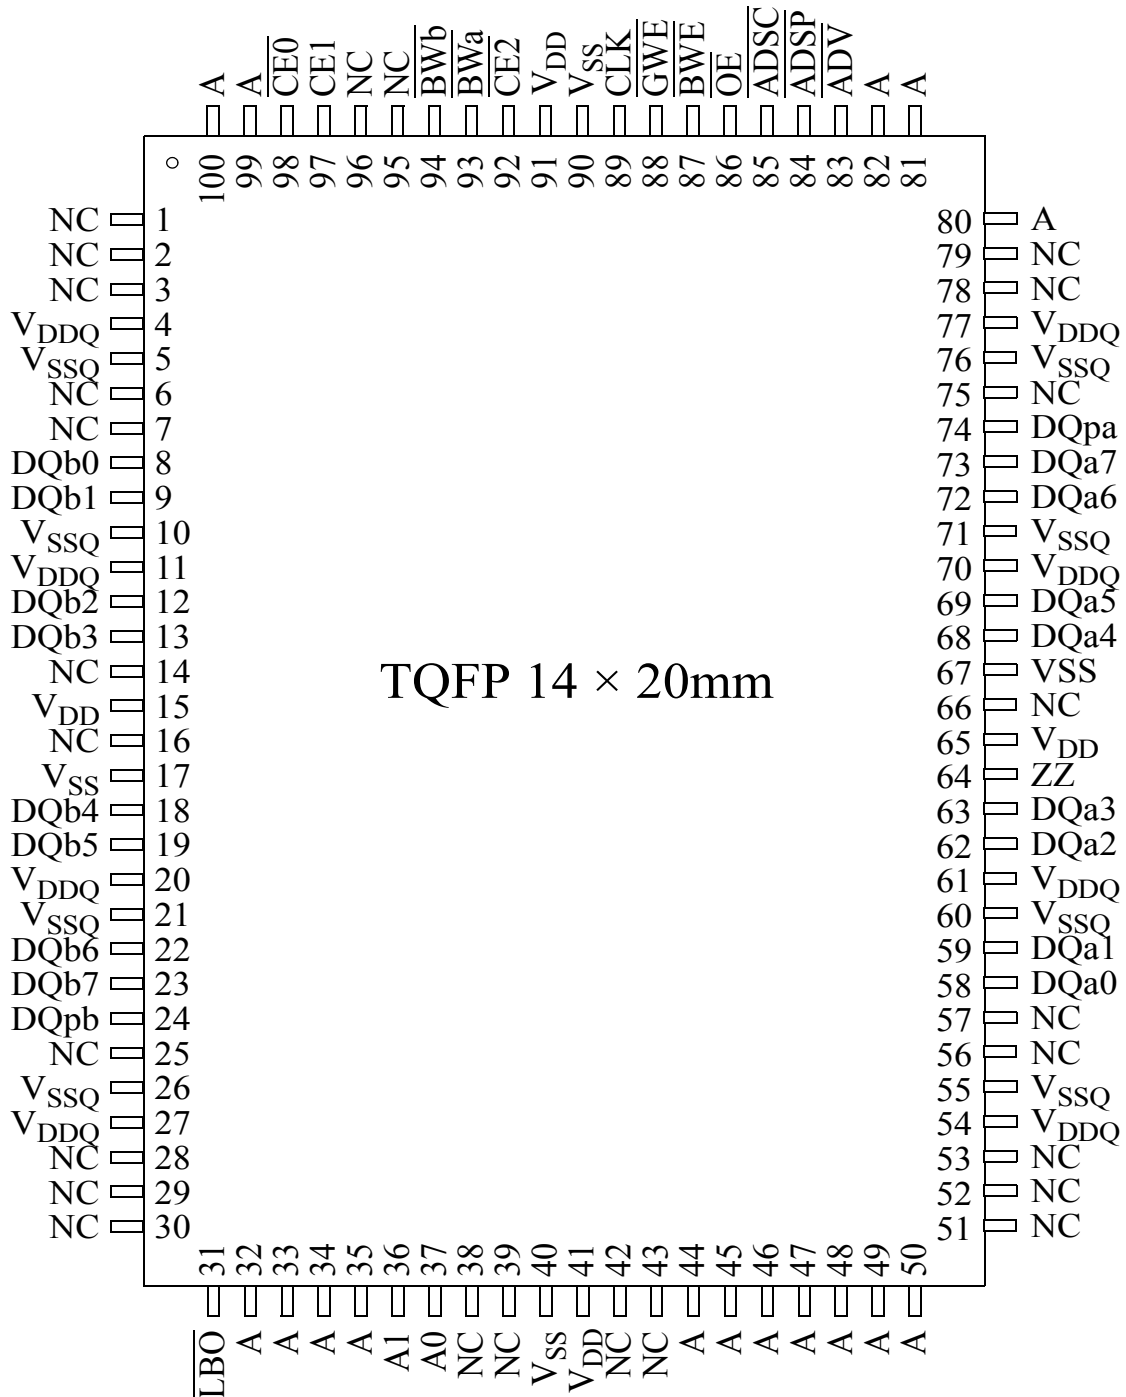 A A CE0 CE1 NC NC BWb BWa CE2 VDD VSS CLK GWE BWE OE ADSC ADSP ADV A A
100 99 98 97 96 95 94 93 92 91 90 89 88 87 86 85 84 83 82 81
NC 1 80 A
NC 2 79 NC
NC 3 78 NC
VDDQ 4 77 VDDQ
VSSQ 5 76 VSSQ
NC 6 75 NC
NC 7 74 DQpa
DQb0 8 73 DQa7
DQb1 9 72 DQa6
VSSQ 10 71 VSSQ
VDDQ 11 70 VDDQ
DQb2 12 69 DQa5
DQb3 13 68 DQa4
NC 14 67 VSS
TQFP 14 × 20mm
VDD 15 66 NC
NC 16 65 VDD
VSS 17 64 ZZ
DQb4 18 63 DQa3
DQb5 19 62 DQa2
VDDQ 20 61 VDDQ
VSSQ 21 60 VSSQ
DQb6 22 59 DQa1
DQb7 23 58 DQa0
DQpb 24 57 NC
NC 25 56 NC
VSSQ 26 55 VSSQ
VDDQ 27 54 VDDQ
NC 28 53 NC
NC 29 52 NC
NC 30 51 NC
31 32 33 34 35 36 37 38 39 40 41 42 43 44 45 46 47 48 49 50
LBO A A A A A1 A0 NC NC VSS VDD NC NC A A A A A A A